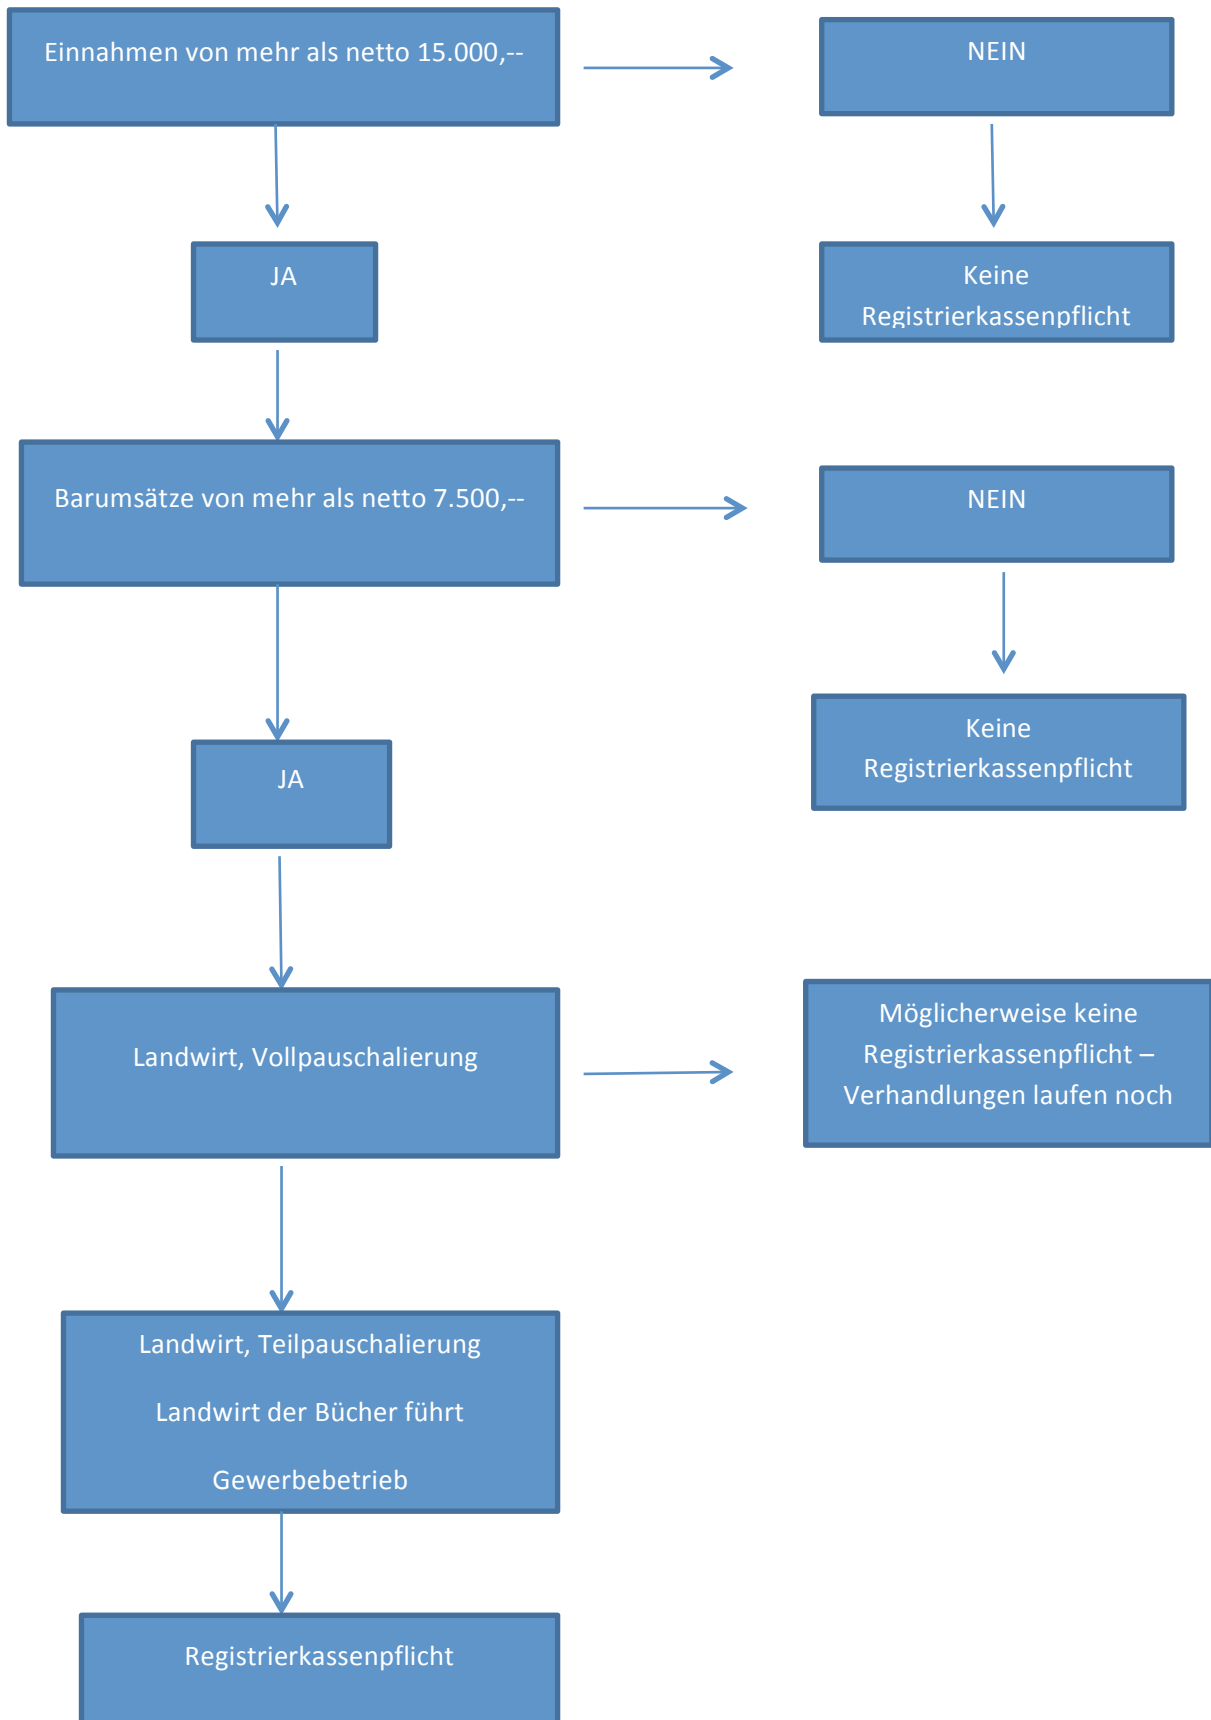 Einnahmen von mehr als netto 15.000,--
NEIN
JA
Keine
Registrierkassenpflicht
Barumsätze von mehr als netto 7.500,--
NEIN
Keine
Registrierkassenpflicht
JA
Landwirt, Vollpauschalierung
Möglicherweise keine
Registrierkassenpflicht –
Verhandlungen laufen noch
Landwirt, Teilpauschalierung
Landwirt der Bücher führt
Gewerbebetrieb
Registrierkassenpflicht